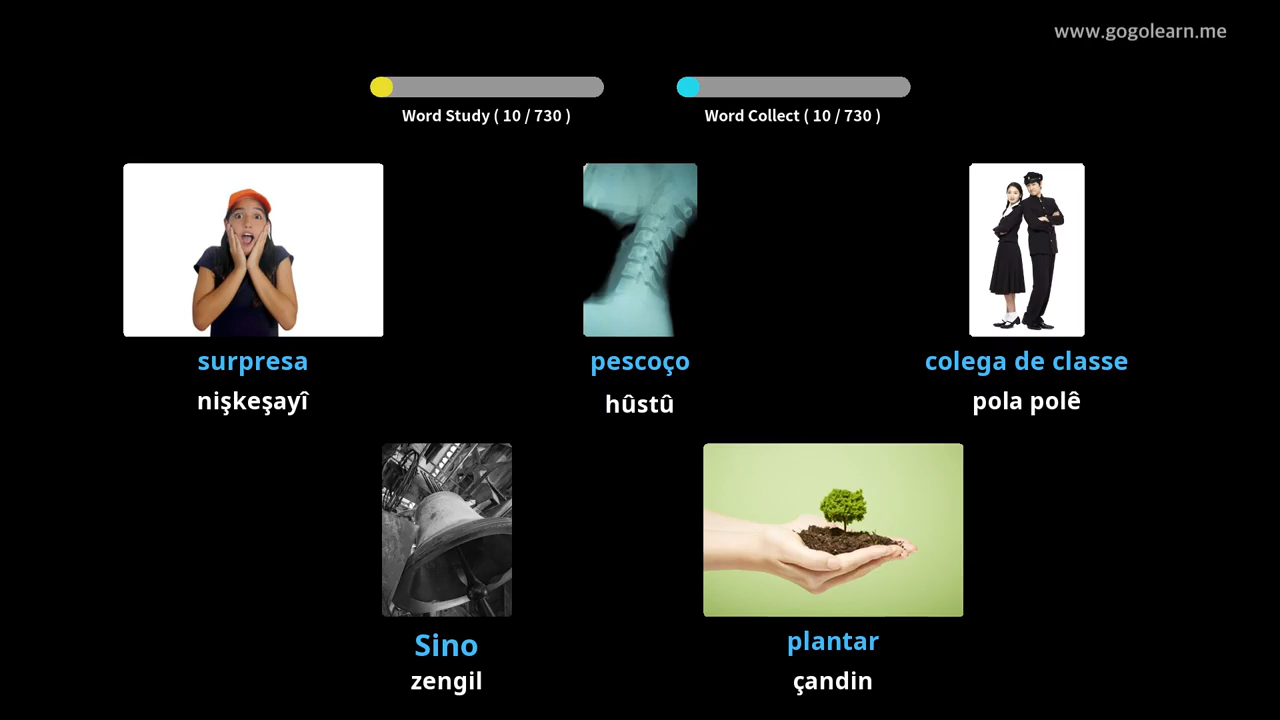 www.gogolearn.me
Word Study ( 10 / 730 )
Word Collect ( 10 / 730 )
surpresa
nişkeşayî
pescoço
hûstû
colega de classe
pola polê
Sino
zengil
plantar
çandin